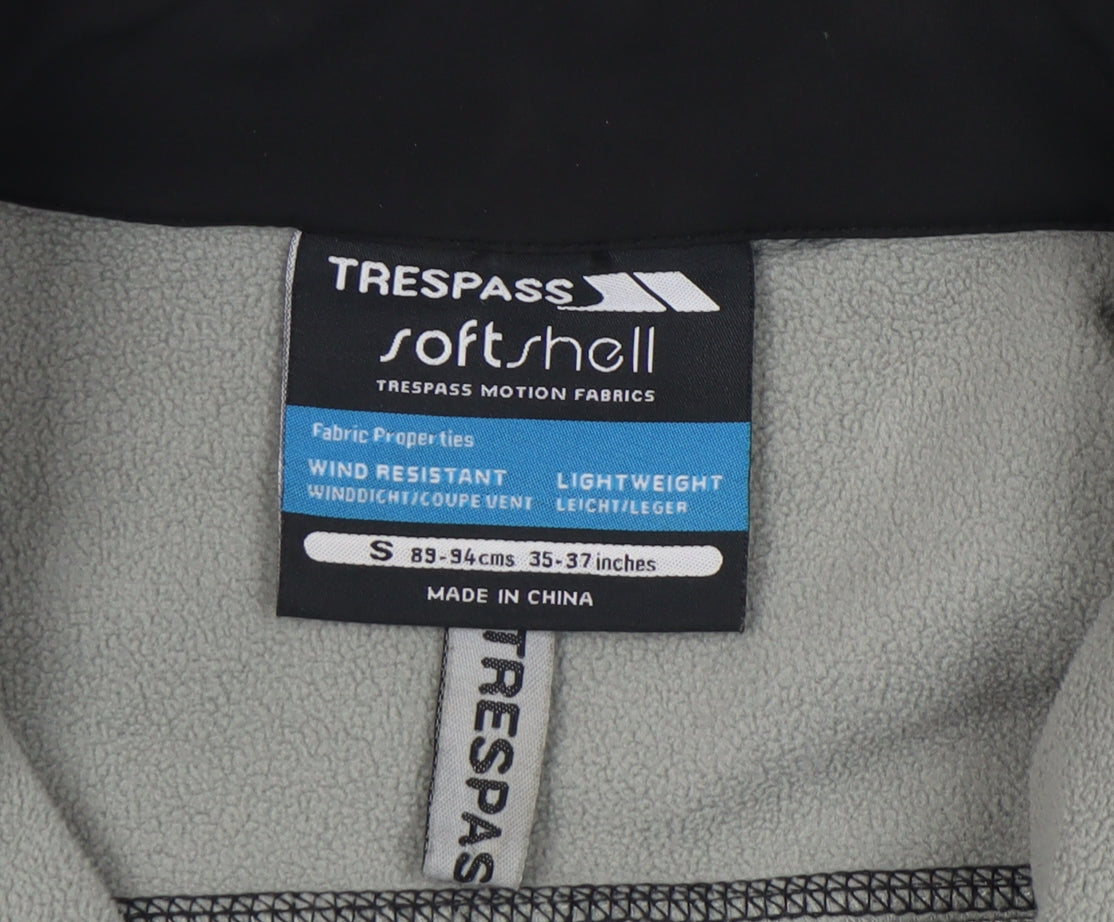 TRESPASS
softshell
TRESPASS MOTION FABRICS
Fabric Properties
WIND RESISTANT LIGHTWEIGHT
WINDDICHT/COUPE VENT LEICHT/LEGER
S 89-94cms 35-37inches
MADE IN CHINA
TRESPAS